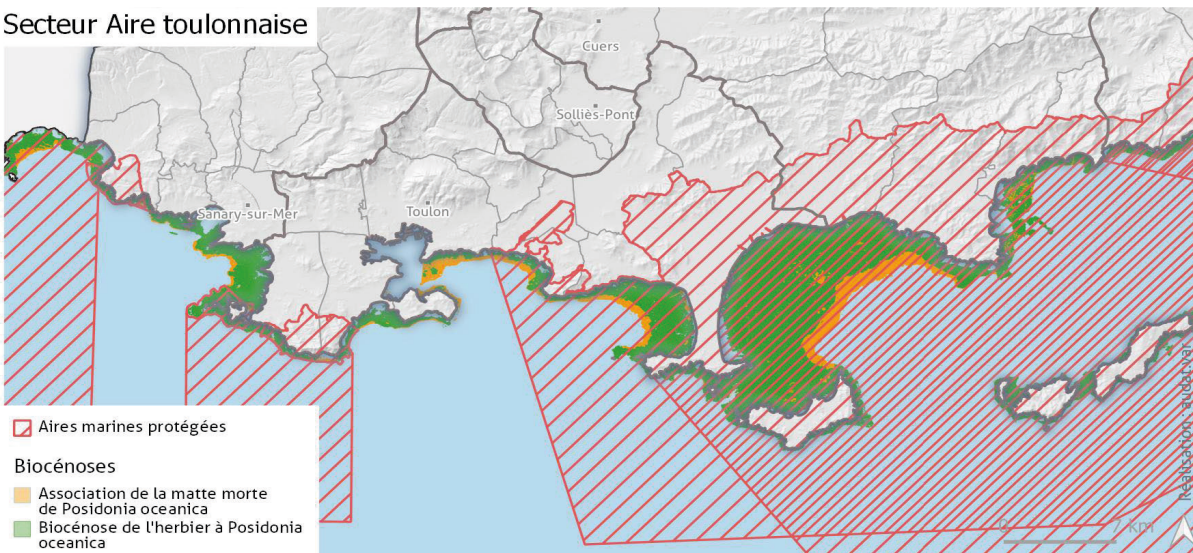 Secteur Aire toulonnaise
Cuers
Solliès-Pont
Sanary-sur-Mer
Toulon
Aires marines protégées
Biocénoses
Association de la matte morte
de Posidonia oceanica
Biocénose de l'herbier à Posidonia
oceanica
0 7 km
Réalisation : audat.var